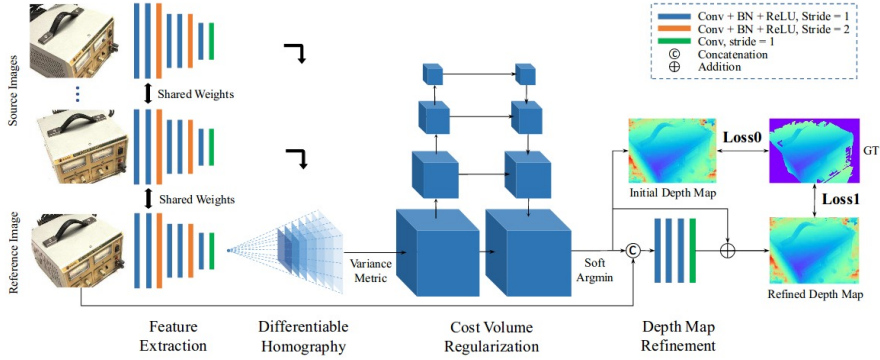 Source Images
Reference Image
Shared Weights
Shared Weights
Conv + BN + ReLU, Stride = 1
Conv + BN + ReLU, Stride = 2
Conv, stride = 1
C Concatenation
Addition
Variance
Metric
Soft
Argmin
C
Initial Depth Map
Loss0
GT
Loss1
Refined Depth Map
Feature
Extraction
Differentiable
Homography
Cost Volume
Regularization
Depth Map
Refinement